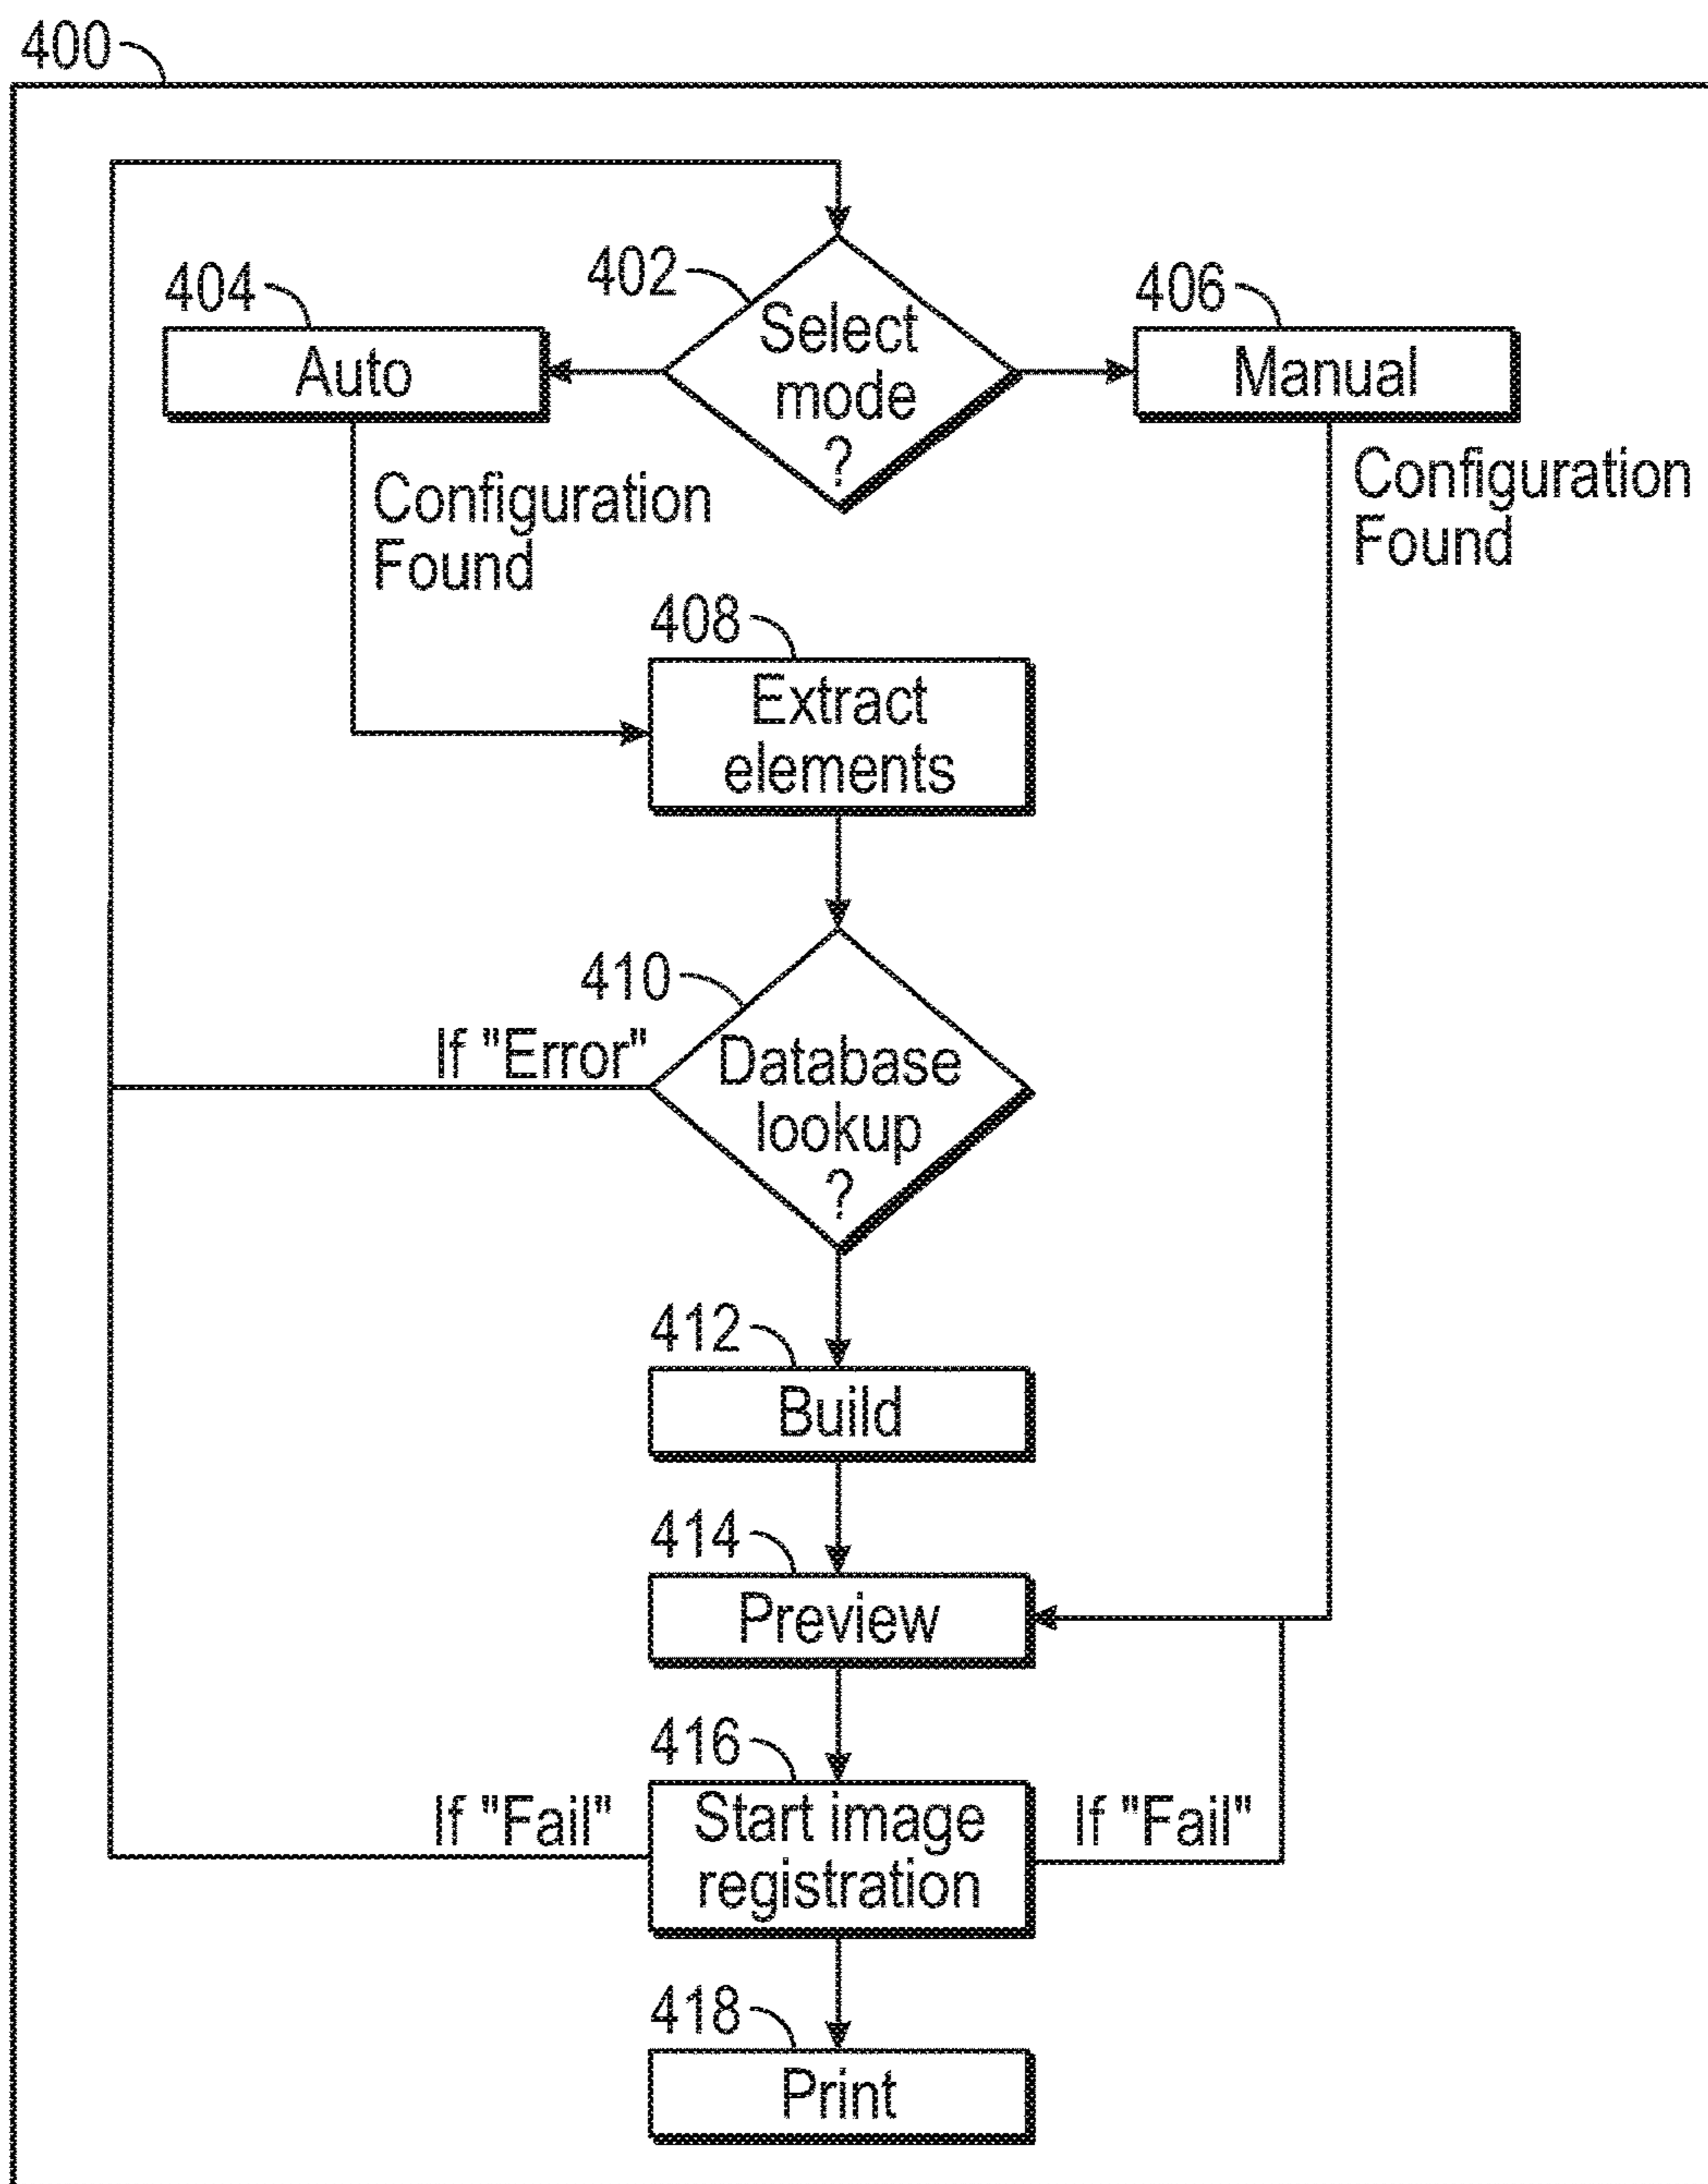 400
402
Select
mode
?
404
Auto
406
Manual
Configuration
Found
Configuration
Found
408
Extract
elements
410
If "Error"
Database
lookup
?
412
Build
414
Preview
416
If "Fail"
Start image
registration
If "Fail"
418
Print